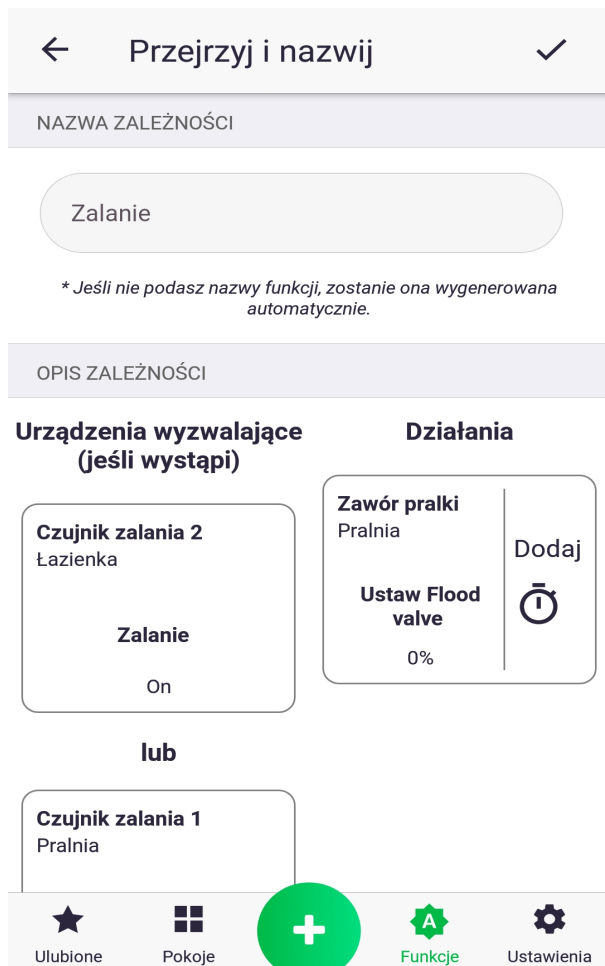 Przejrzyj i nazwij
NAZWA ZALEŻNOŚCI
Zalanie
* Jeśli nie podasz nazwy funkcji, zostanie ona wygenerowana
automatycznie.
OPIS ZALEŻNOŚCI
Urządzenia wyzwalające
(jeśli wystąpi)
Czujnik zalania 2
Łazienka
Zalanie
On
lub
Czujnik zalania 1
Pralnia
Działania
Zawór pralki
Pralnia
Ustaw Flood
valve
0%
Dodaj
Ulubione
Pokoje
A
Funkcje
Ustawienia